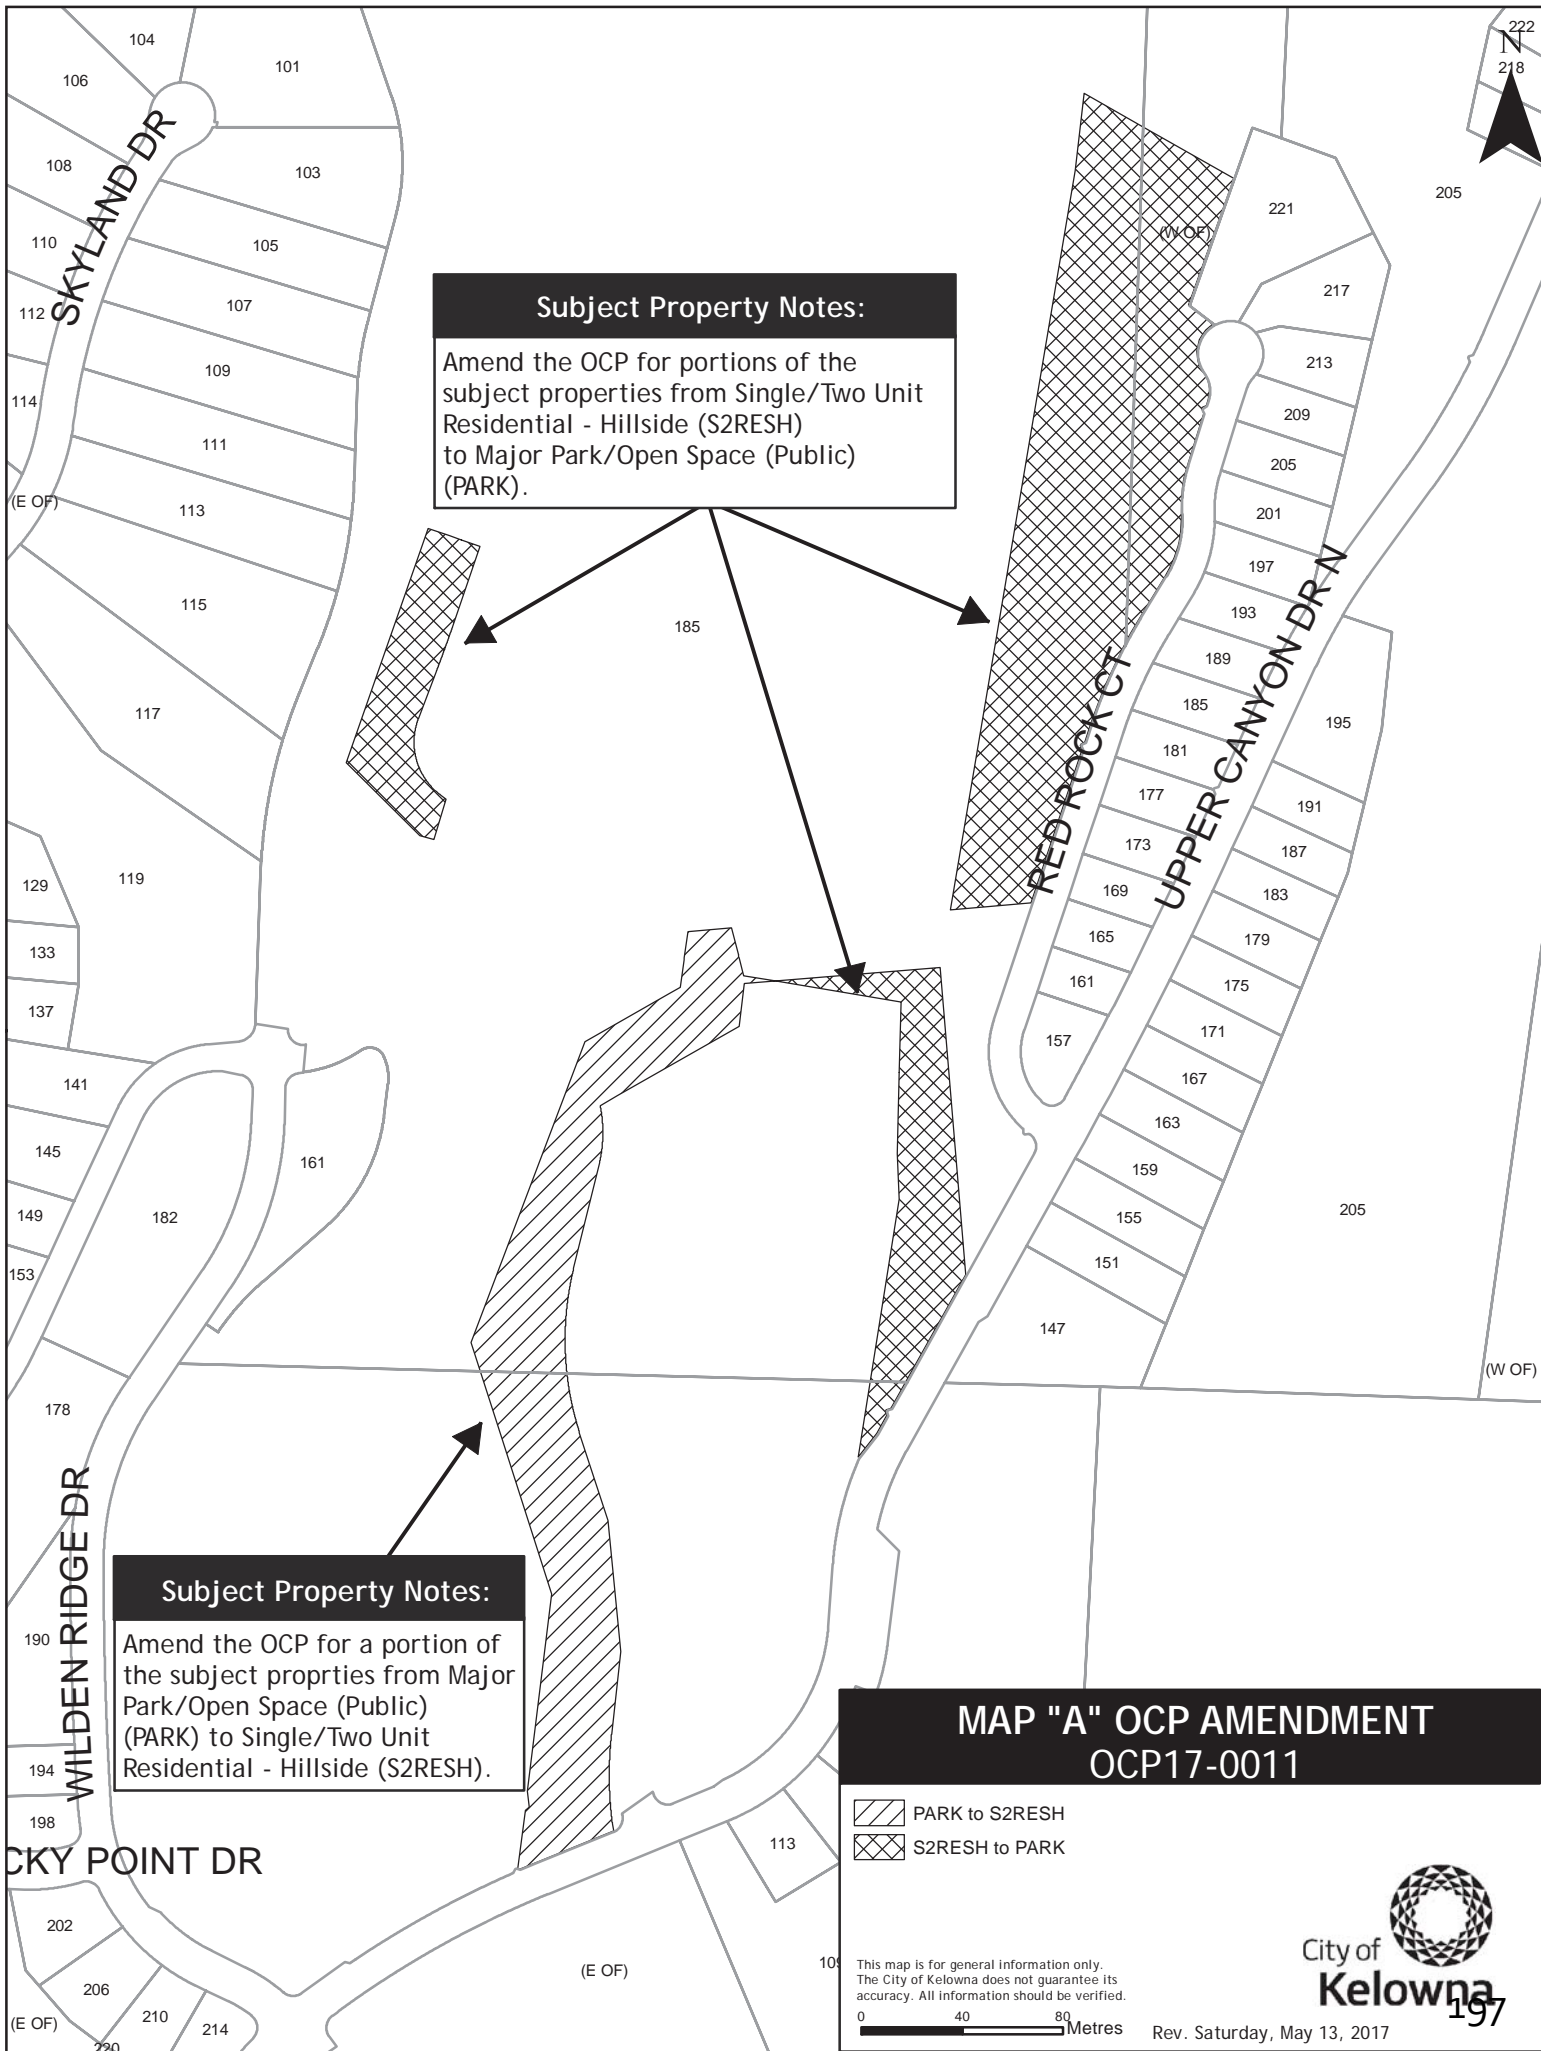 104
106
101
108
103
110
105
112
107
114
109
111
(E OF)
113
115
117
119
129
133
137
141
145
149
153
182
161
178
190
194
198
202
206
210
214
220
(E OF)
SKYLAND DR
WILDEN RIDGE DR
CKY POINT DR
Subject Property Notes:
Amend the OCP for portions of the
subject properties from Single/Two Unit
Residential - Hillside (S2RESH)
to Major Park/Open Space (Public)
(PARK).
185
222
N
218
205
(W OF)
221
217
213
209
205
201
197
193
189
185
181
177
173
169
165
161
157
RED ROCK CT
UPPER CANYON DR N
195
191
187
183
179
175
171
167
163
159
155
151
147
205
(W OF)
Subject Property Notes:
Amend the OCP for a portion of
the subject proprties from Major
Park/Open Space (Public)
(PARK) to Single/Two Unit
Residential - Hillside (S2RESH).
113
109
(E OF)
MAP "A" OCP AMENDMENT
OCP17-0011
PARK to S2RESH
S2RESH to PARK
This map is for general information only.
The City of Kelowna does not guarantee its
accuracy. All information should be verified.
0 40 80
Metres
Rev. Saturday, May 13, 2017
City of
Kelowna
197